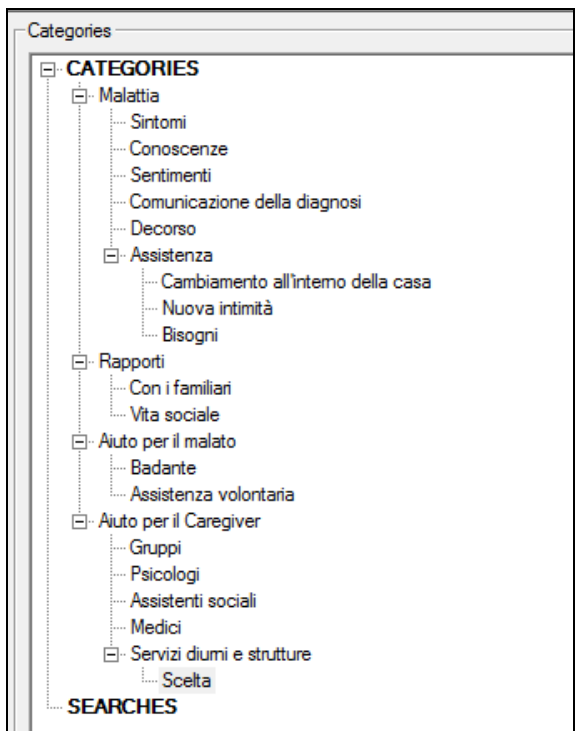 Categories
CATEGORIES
Malattia
Sintomi
Conoscenze
Sentimenti
Comunicazione della diagnosi
Decorso
Assistenza
Cambiamento all'interno della casa
Nuova intimità
Bisogni
Rapporti
Con i familiari
Vita sociale
Aiuto per il malato
Badante
Assistenza volontaria
Aiuto per il Caregiver
Gruppi
Psicologi
Assistenti sociali
Medici
Servizi diurni e strutture
Scelta
SEARCHES